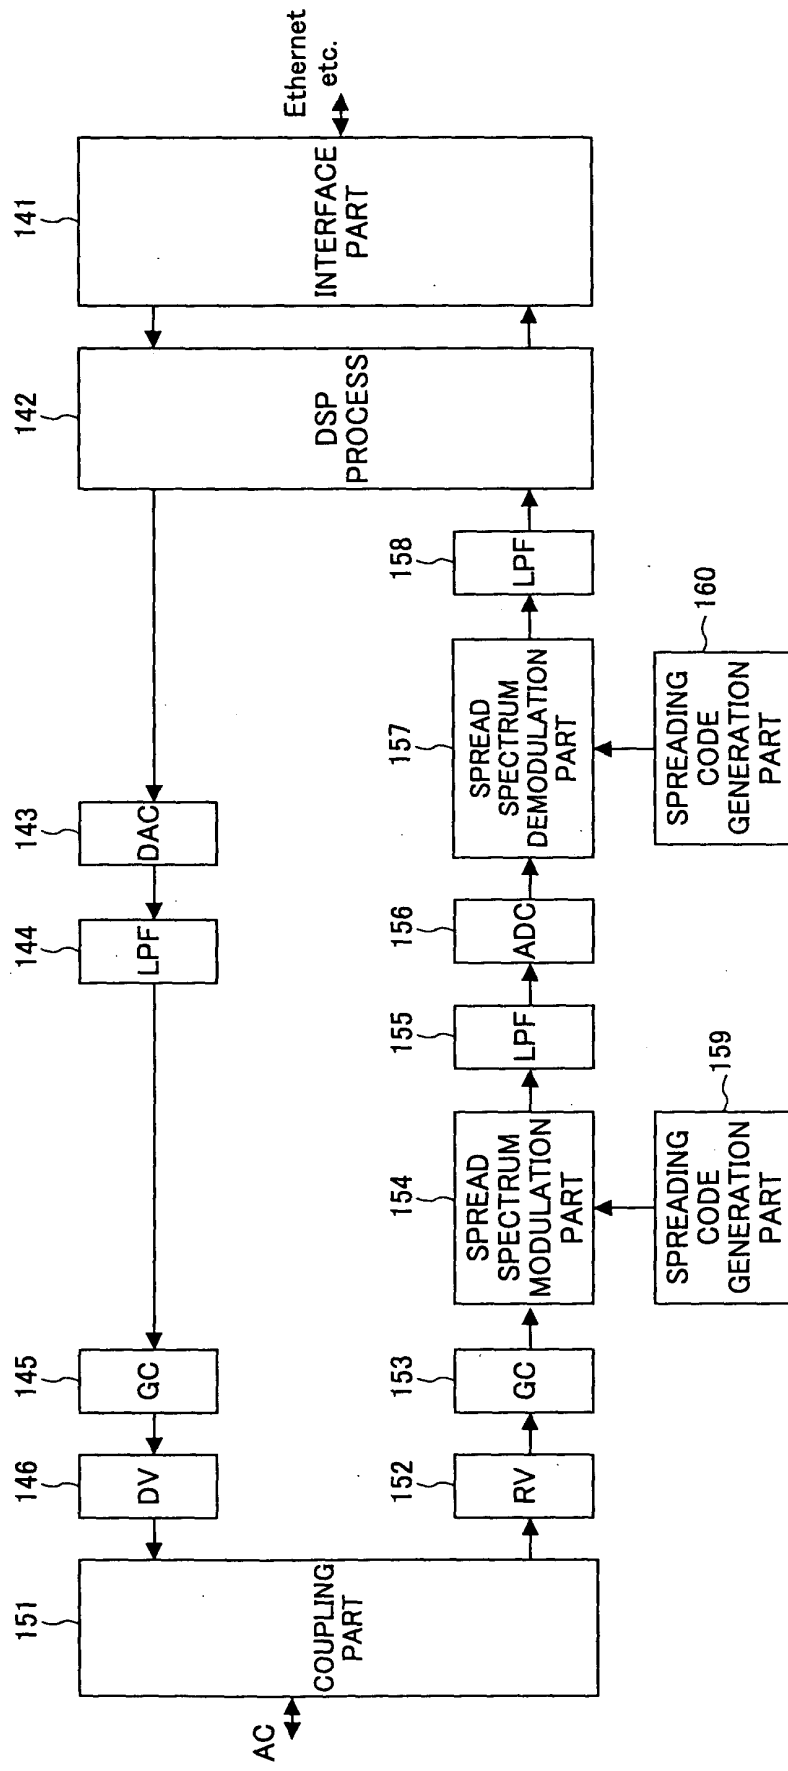 141
INTERFACE
PART
Ethernet
etc.
142
DSP
PROCESS
143
DAC
144
LPF
145
GC
146
DV
151
COUPLING
PART
AC
152
RV
153
GC
154
SPREAD
SPECTRUM
MODULATION
PART
155
LPF
156
ADC
157
SPREAD
SPECTRUM
DEMODULATION
PART
158
LPF
159
SPREADING
CODE
GENERATION
PART
160
SPREADING
CODE
GENERATION
PART